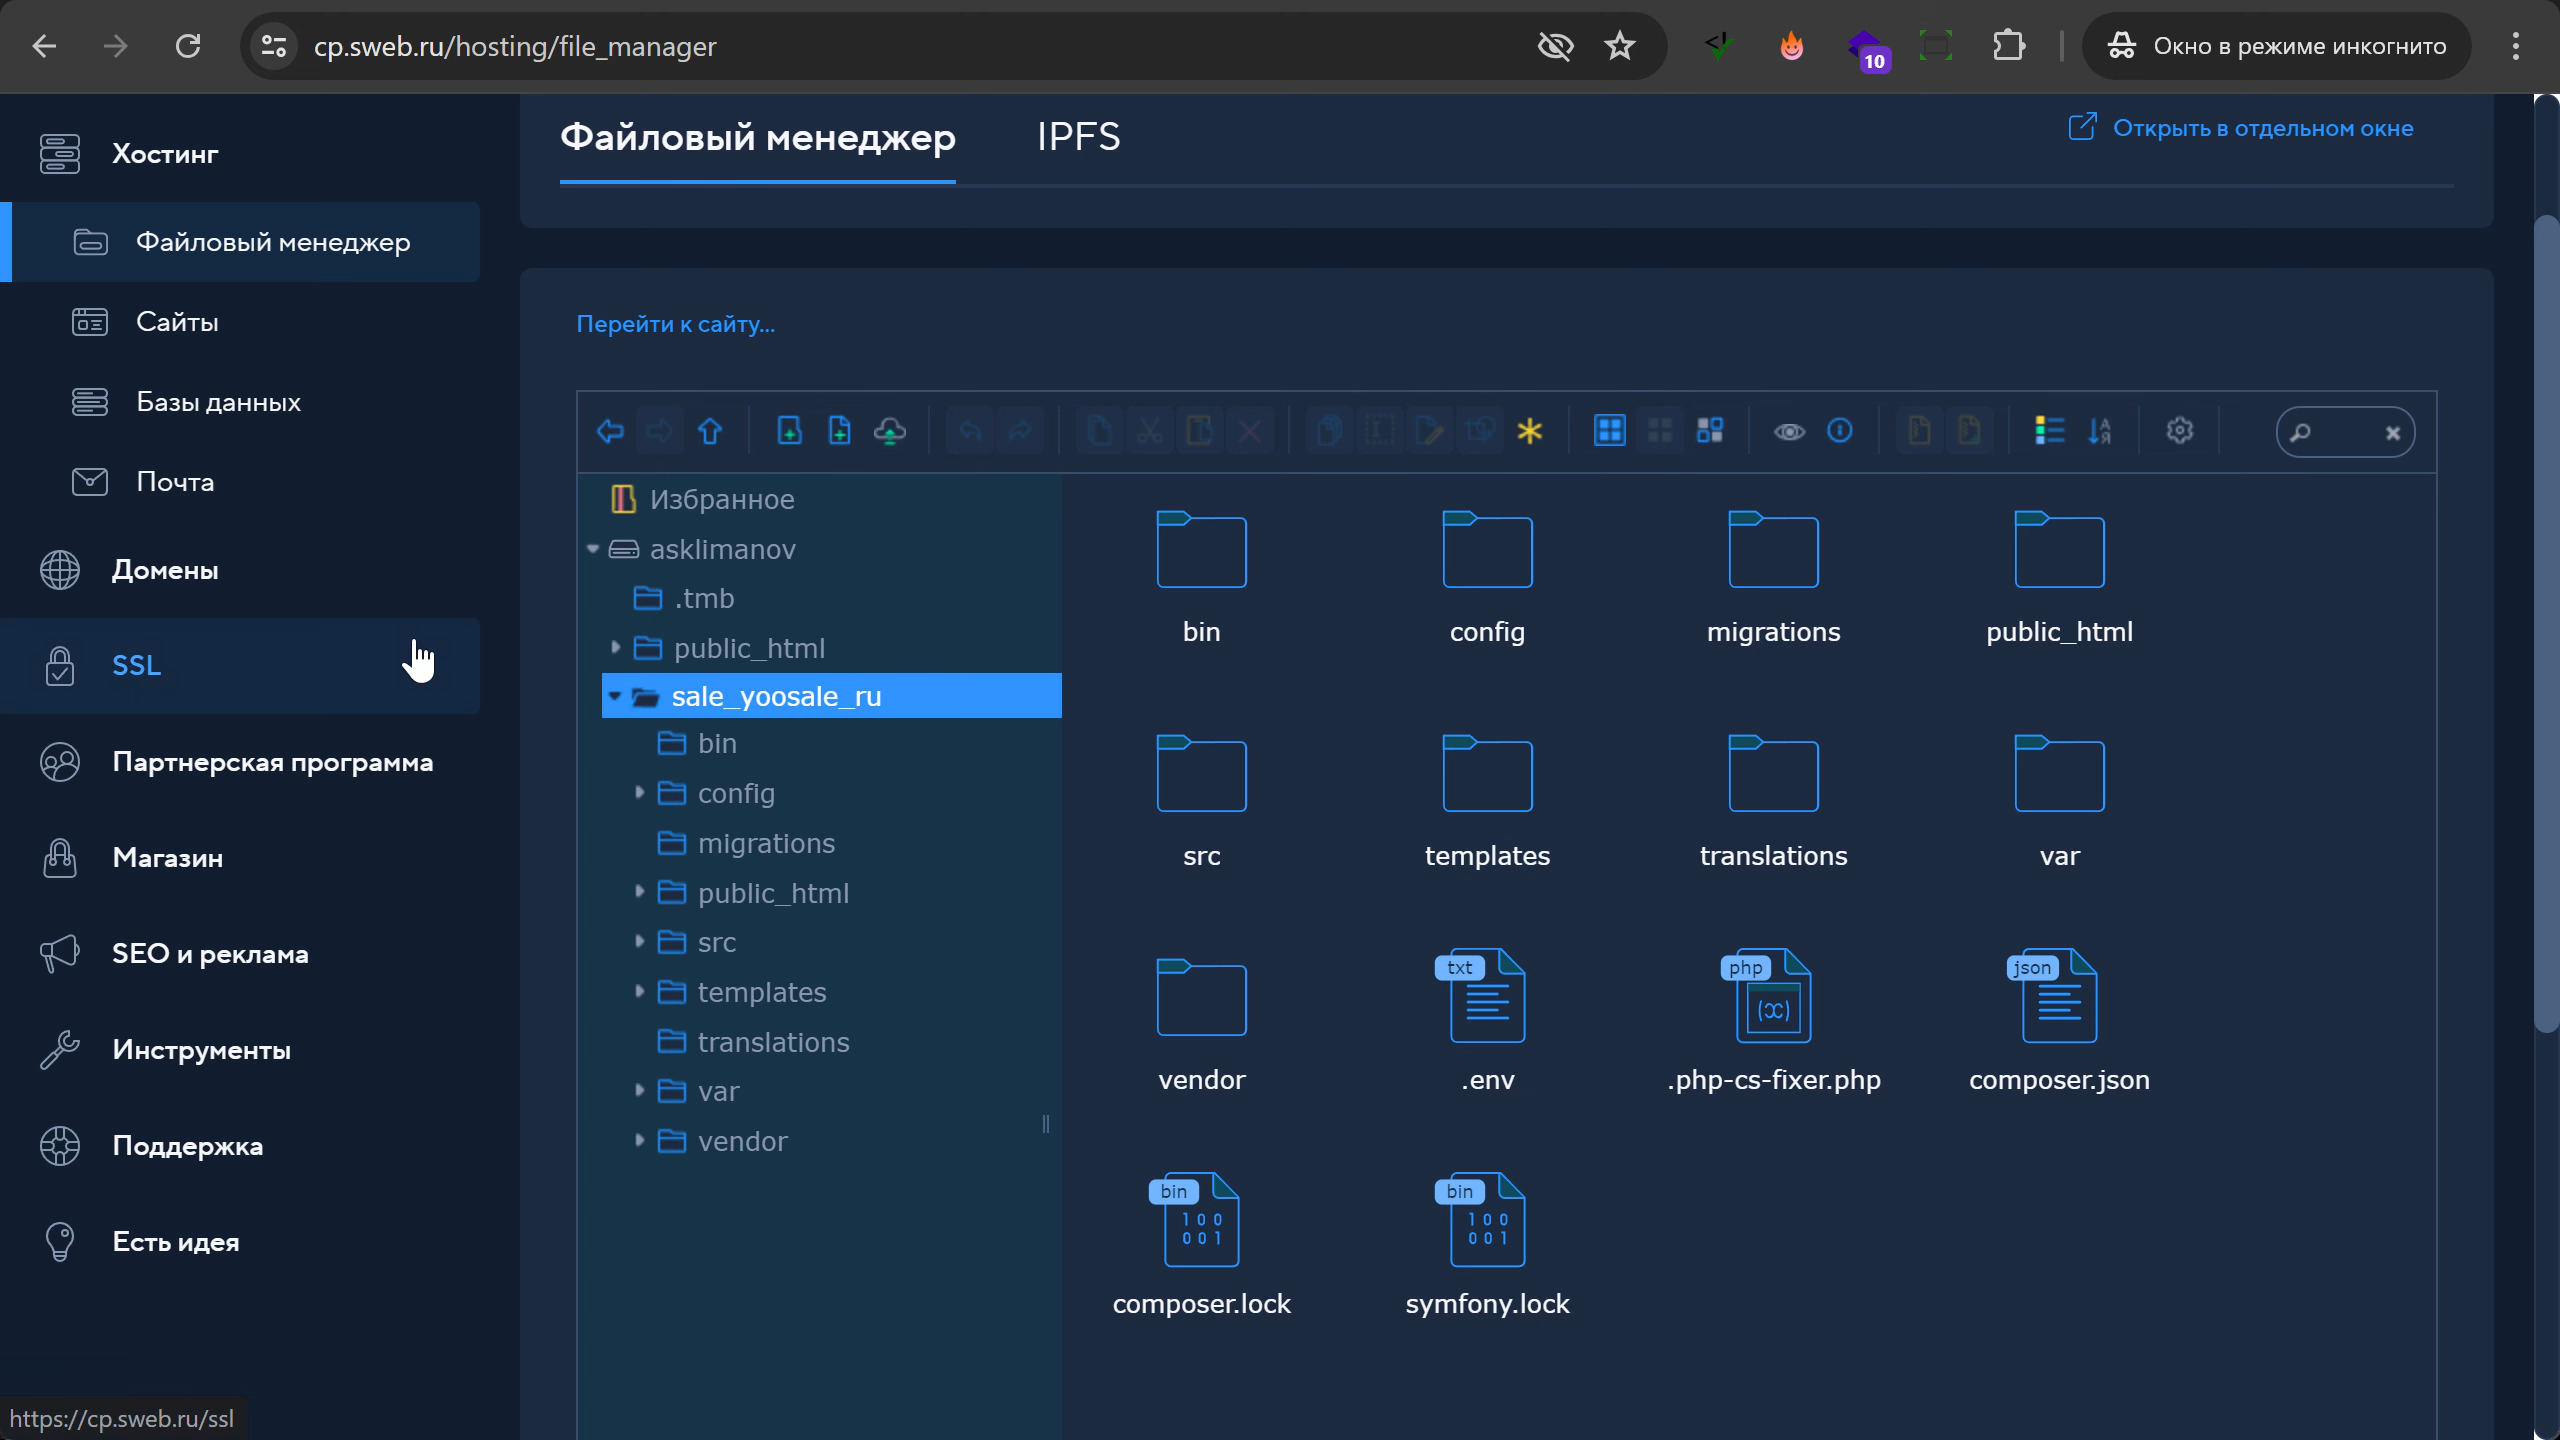 cp.sweb.ru/hosting/file_manager
10
Окно в режиме инкогнито
Хостинг
Файловый менеджер
Сайты
Базы данных
Почта
Домены
SSL
Партнерская программа
Магазин
SEO и реклама
Инструменты
Поддержка
Есть идея
https://cp.sweb.ru/ssl
Файловый менеджер
IPFS
Открыть в отдельном окне
Перейти к сайту...
Избранное
asklimanov
.tmb
public_html
sale_yoosale_ru
bin
config
migrations
public_html
src
templates
translations
var
vendor
bin
config
migrations
public_html
src
templates
translations
var
vendor
txt
.env
php
.php-cs-fixer.php
json
composer.json
bin
100
001
composer.lock
bin
100
001
symfony.lock